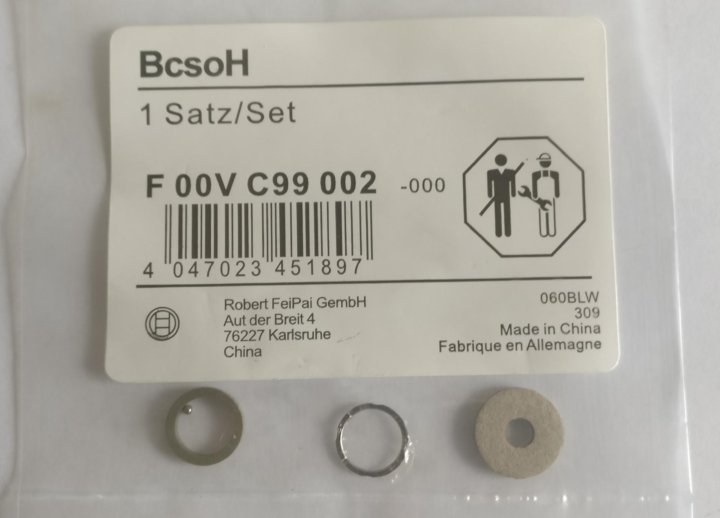 BcsoH
1 Satz/Set
F 00V C99 002 -000
4 047023 451897
Robert FeiPai GembH
Aut der Breit 4
76227 Karlsruhe
China
060BLW
309
Made in China
Fabrique en Allemagne